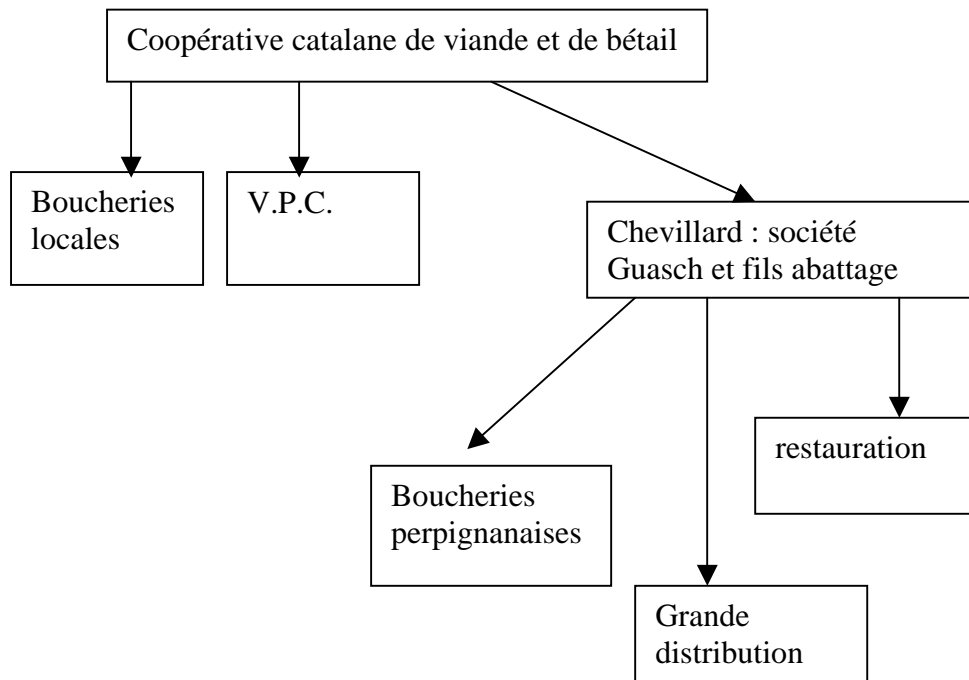 Coopérative catalane de viande et de bétail
Boucheries
locales
V.P.C.
Chevillard : société
Guasch et fils abattage
restauration
Boucheries
perpignanaises
Grande
distribution